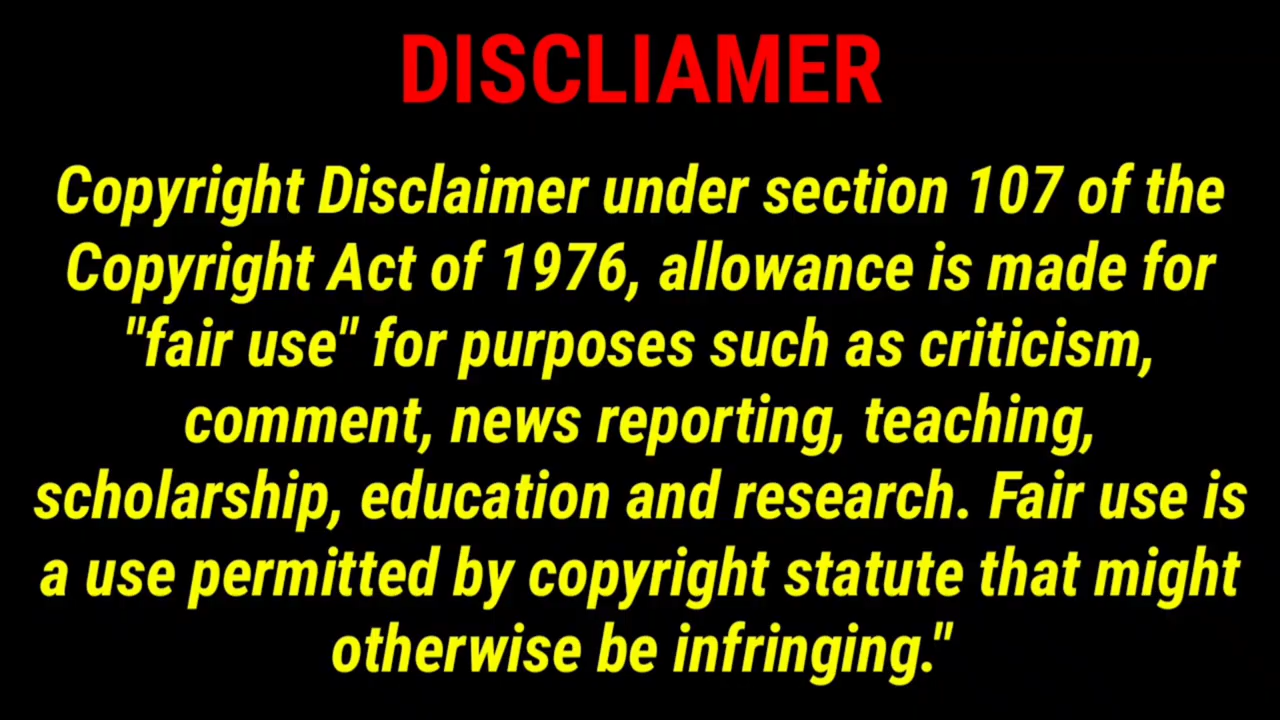 DISCLIAMER
Copyright Disclaimer under section 107 of the
Copyright Act of 1976, allowance is made for
"fair use" for purposes such as criticism,
comment, news reporting, teaching,
scholarship, education and research. Fair use is
a use permitted by copyright statute that might
otherwise be infringing."